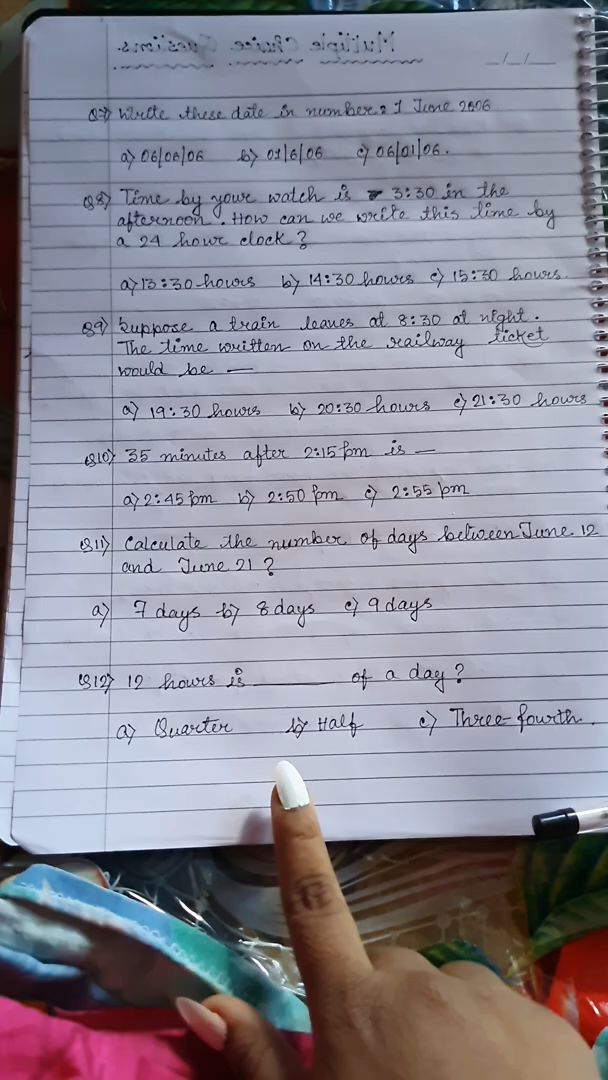 Multiple Choice Questions.
_/_/_
Q7) Write these date in number: 1 June 2006
a) 06/06/06 b) 01/6/06 c) 06/01/06.
Q8) Time by your watch is 3:30 in the
afternoon. How can we write this time by
a 24 hour clock?
a) 13:30 hours b) 14:30 hours c) 15:30 hours.
Q9) Suppose a train leaves at 8:30 at night.
The time written on the railway ticket
would be —
a) 19:30 hours b) 20:30 hours c) 21:30 hours
Q10) 35 minutes after 2:15 pm is —
a) 2:45 pm b) 2:50 pm c) 2:55 pm
Q11) Calculate the number of days between June 12
and June 21?
a) 7 days b) 8 days c) 9 days
Q12) 12 hours is ______ of a day?
a) Quarter b) Half c) Three-fourth.